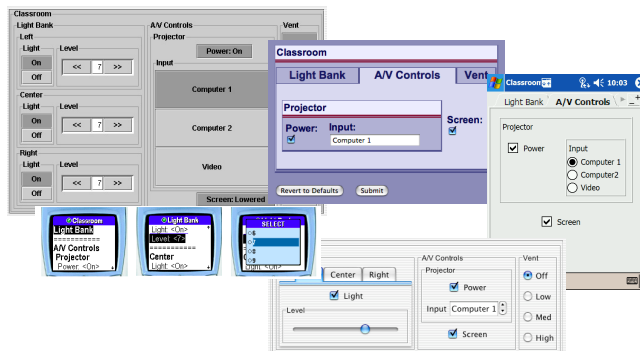 Classroom
Light Bank
Left
Light
Level
On
Off
<< 7 >>
Center
Light
Level
On
Off
<< 7 >>
Right
Light
Level
On
Off
<< 7 >>
A/V Controls
Projector
Power: On
Input
Computer 1
Computer 2
Video
Screen: Lowered
Vent
Classroom
Light Bank
A/V Controls
Vent
Projector
Power:
Input:
Computer 1
Screen:
Revert to Defaults
Submit
Classroom
10:03
Light Bank
A/V Controls
Projector
Power
Input
Computer 1
Computer2
Video
Screen
Classroom
Light Bank
===========
A/V Controls
Projector
Power: <On>
Light Bank
Light: <On>
Level: <7>
===========
Center
Light: <On>
SELECT
6
7
8
9
Center
Right
Light
Level
A/V Controls
Projector
Power
Input
Computer 1
Screen
Vent
Off
Low
Med
High